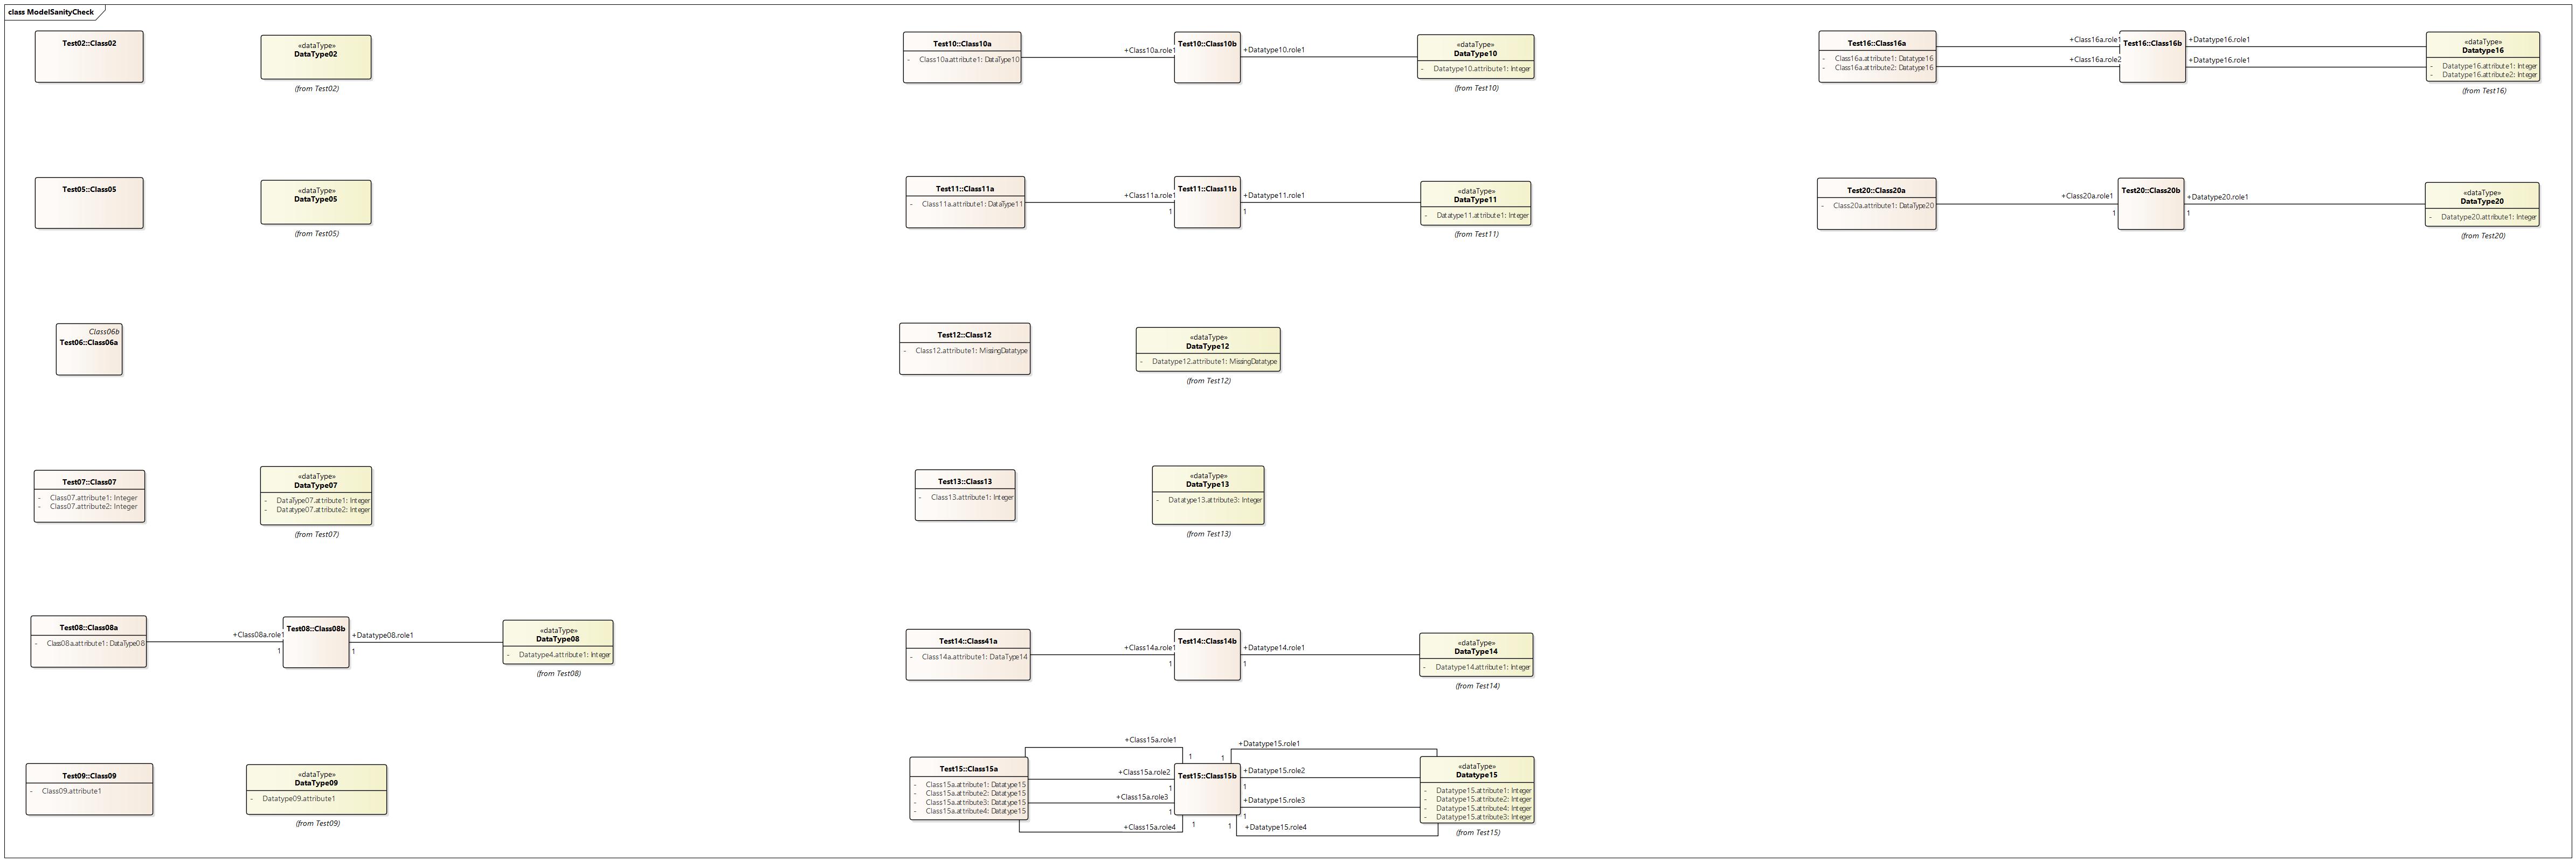 class ModelSanityCheck
Test02::Class02
«dataType»
DataType02
(from Test02)
Test05::Class05
«dataType»
DataType05
(from Test05)
Class06b
Test06::Class06a
Test07::Class07
- Class07.attribute1: Integer
- Class07.attribute2: Integer
«dataType»
DataType07
- DataType07.attribute1: Integer
- Datatype07.attribute2: Integer
(from Test07)
Test08::Class08a
- Class08a.attribute1: DataType08
+Class08a.role1
1
Test08::Class08b
+Datatype08.role1
1
«dataType»
DataType08
- Datatype4.attribute1: Integer
(from Test08)
Test09::Class09
- Class09.attribute1
«dataType»
DataType09
- Datatype09.attribute1
(from Test09)
Test10::Class10a
- Class10a.attribute1: DataType10
+Class10a.role1
Test10::Class10b
+Datatype10.role1
«dataType»
DataType10
- Datatype10.attribute1: Integer
(from Test10)
Test11::Class11a
- Class11a.attribute1: DataType11
+Class11a.role1
1
Test11::Class11b
+Datatype11.role1
1
«dataType»
DataType11
- Datatype11.attribute1: Integer
(from Test11)
Test12::Class12
- Class12.attribute1: MissingDatatype
«dataType»
DataType12
- Datatype12.attribute1: MissingDatatype
(from Test12)
Test13::Class13
- Class13.attribute1: Integer
«dataType»
DataType13
- Datatype13.attribute3: Integer
(from Test13)
Test14::Class41a
- Class14a.attribute1: DataType14
+Class14a.role1
1
Test14::Class14b
+Datatype14.role1
1
«dataType»
DataType14
- Datatype14.attribute1: Integer
(from Test14)
Test15::Class15a
- Class15a.attribute1: Datatype15
- Class15a.attribute2: Datatype15
- Class15a.attribute3: Datatype15
- Class15a.attribute4: Datatype15
+Class15a.role1
1
+Class15a.role2
1
+Class15a.role3
1
+Class15a.role4
1
Test15::Class15b
+Datatype15.role1
1
+Datatype15.role2
1
+Datatype15.role3
1
+Datatype15.role4
1
«dataType»
Datatype15
- Datatype15.attribute1: Integer
- Datatype15.attribute2: Integer
- Datatype15.attribute4: Integer
- Datatype15.attribute3: Integer
(from Test15)
Test16::Class16a
- Class16a.attribute1: Datatype16
- Class16a.attribute2: Datatype16
+Class16a.role1
+Class16a.role2
Test16::Class16b
+Datatype16.role1
+Datatype16.role1
«dataType»
Datatype16
- Datatype16.attribute1: Integer
- Datatype16.attribute2: Integer
(from Test16)
Test20::Class20a
- Class20a.attribute1: DataType20
+Class20a.role1
1
Test20::Class20b
+Datatype20.role1
1
«dataType»
DataType20
- Datatype20.attribute1: Integer
(from Test20)